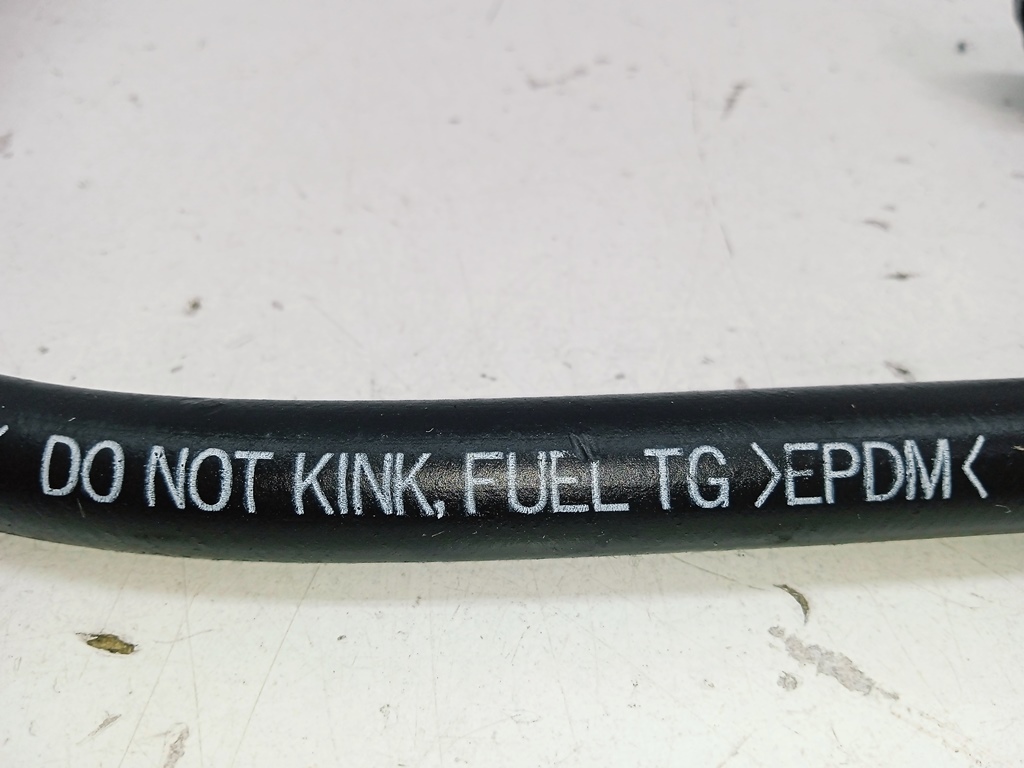 DO NOT KINK, FUEL TG >EPDM<